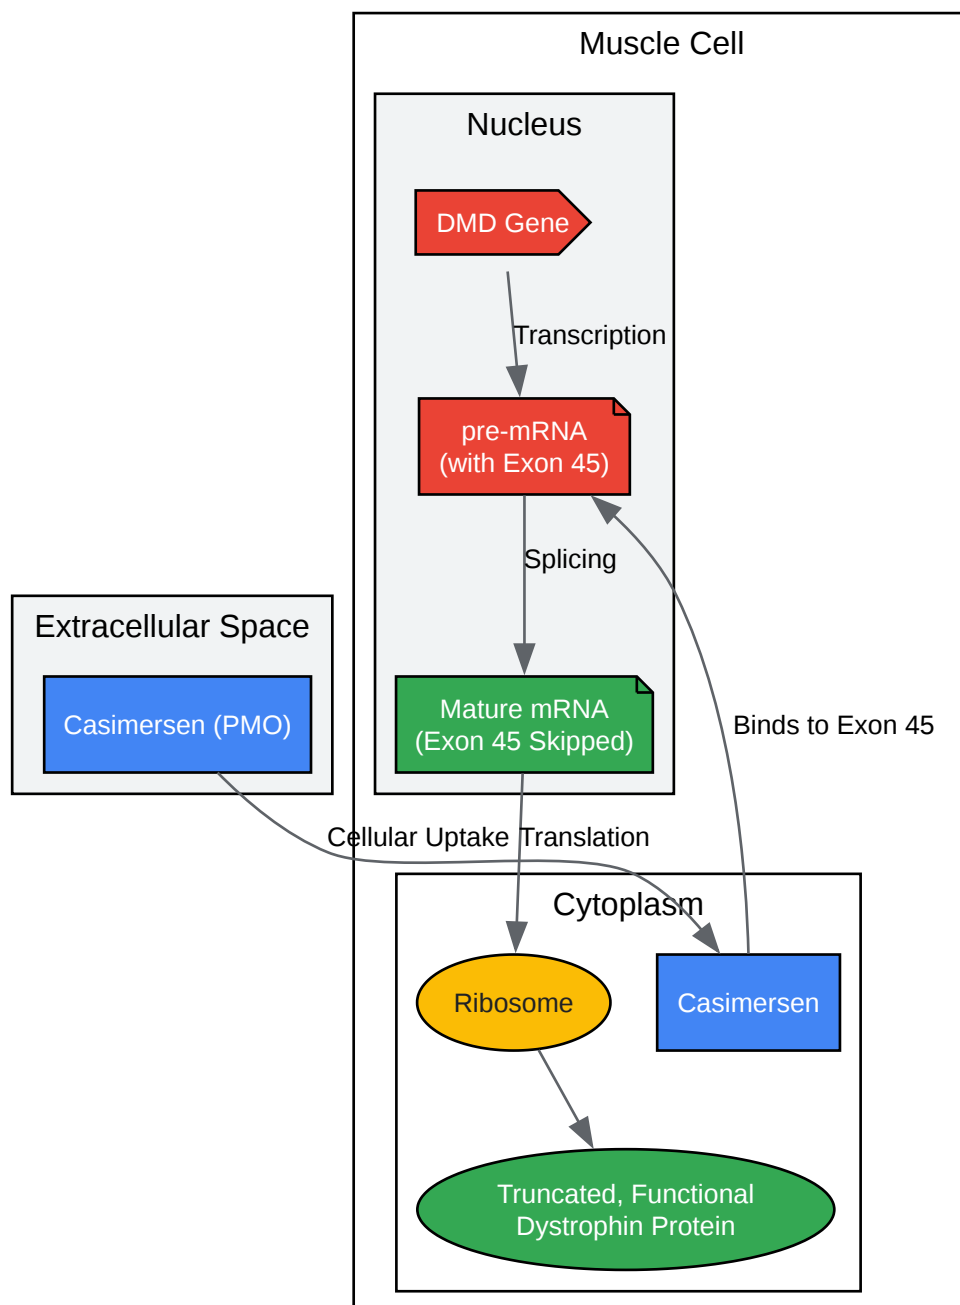 Muscle Cell
Nucleus
DMD Gene
Transcription
pre-mRNA
(with Exon 45)
Splicing
Extracellular Space
Casimersen (PMO)
Mature mRNA
(Exon 45 Skipped)
Binds to Exon 45
Cellular Uptake
Translation
Cytoplasm
Ribosome
Casimersen
Truncated, Functional
Dystrophin Protein